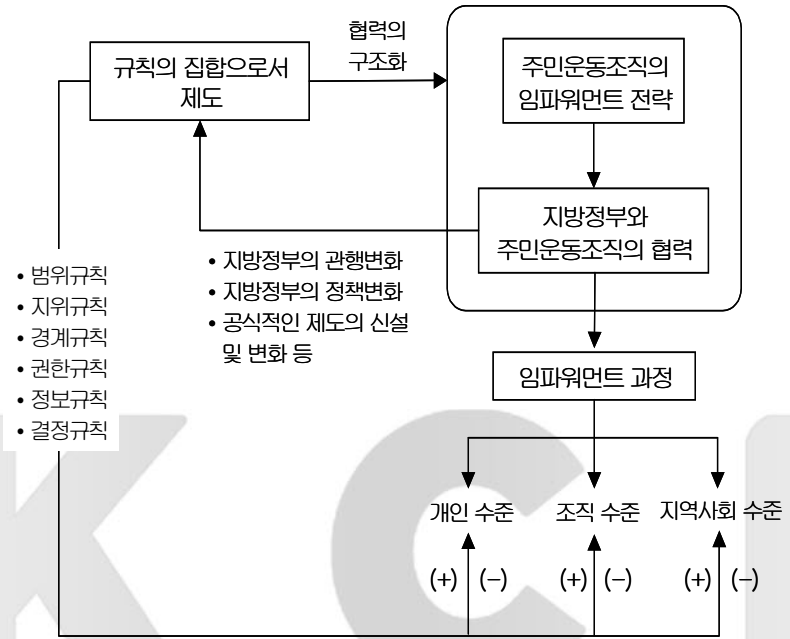 협력의
구조화
규칙의 집합으로서
제도
주민운동조직의
임파워먼트 전략
지방정부와
주민운동조직의 협력
• 지방정부의 관행변화
• 지방정부의 정책변화
• 공식적인 제도의 신설
및 변화 등
• 범위규칙
• 지위규칙
• 경계규칙
• 권한규칙
• 정보규칙
• 결정규칙
임파워먼트 과정
개인 수준
조직 수준
지역사회 수준
(+) (−)
(+) (−)
(+) (−)